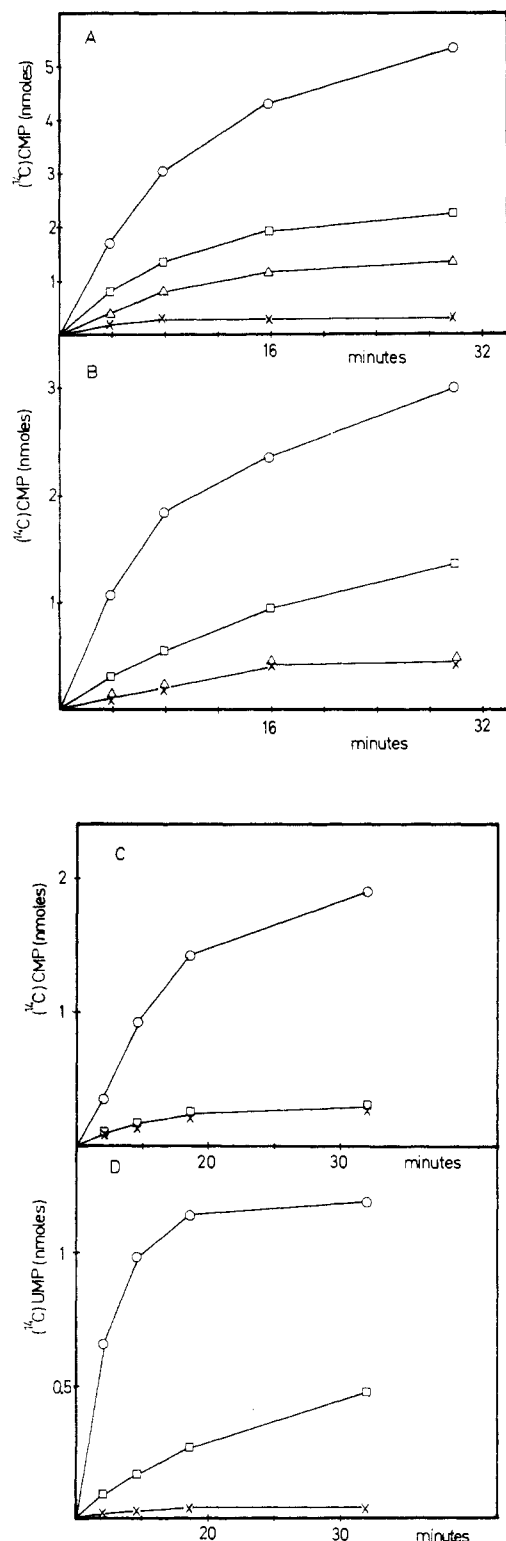 A
(¹⁴C)CMP (nmoles)
5
4
3
2
1
16
minutes
32
B
(¹⁴C)CMP (nmoles)
3
2
1
16
minutes
32
C
(¹⁴C) CMP (nmoles)
2
1
20
30
minutes
D
(¹⁴C) UMP (nmoles)
1
0.5
20
30
minutes